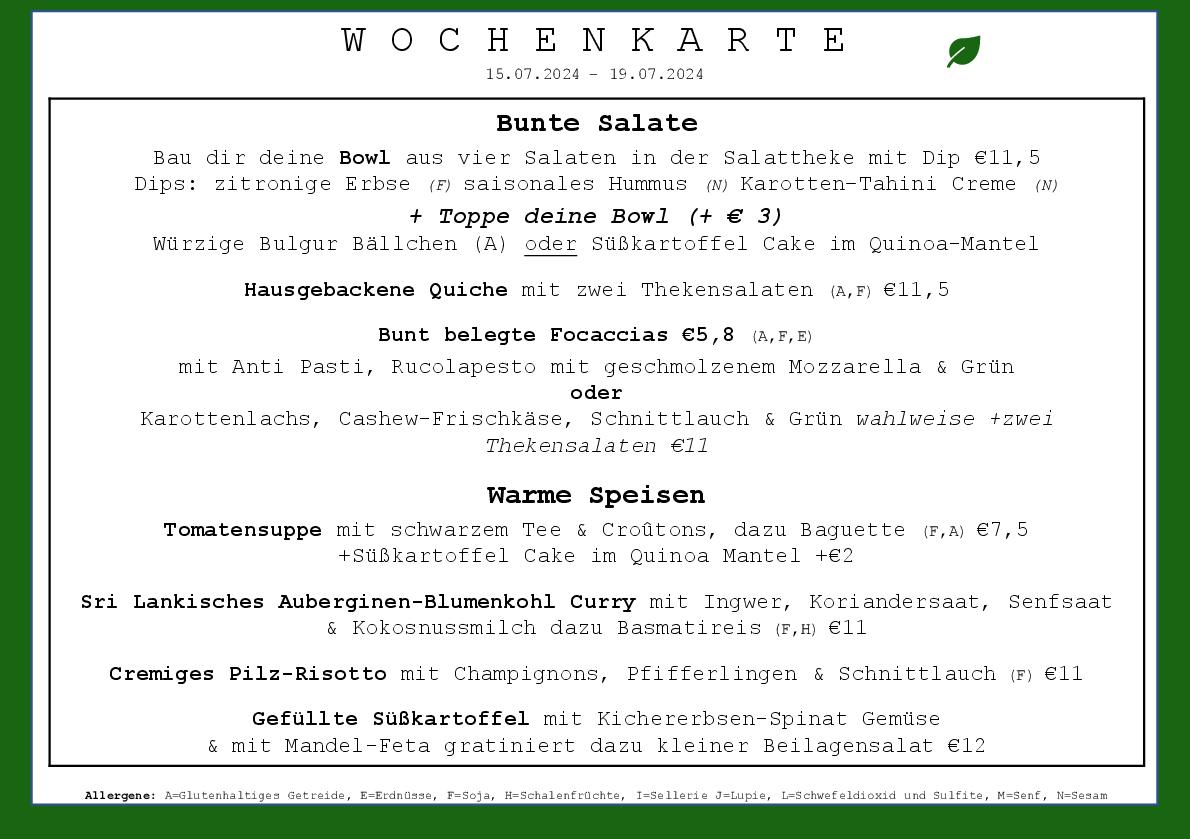 WOCHENKARTE
15.07.2024 – 19.07.2024
Bunte Salate
Bau dir deine Bowl aus vier Salaten in der Salattheke mit Dip €11,5
Dips: zitronige Erbse (F) saisonales Hummus (N) Karotten-Tahini Creme (N)
+ Toppe deine Bowl (+ € 3)
Würzige Bulgur Bällchen (A) oder Süßkartoffel Cake im Quinoa-Mantel
Hausgebackene Quiche mit zwei Thekensalaten (A,F) €11,5
Bunt belegte Focaccias €5,8 (A,F,E)
mit Anti Pasti, Rucolapesto mit geschmolzenem Mozzarella & Grün
oder
Karottenlachs, Cashew-Frischkäse, Schnittlauch & Grün wahlweise +zwei
Thekensalaten €11
Warme Speisen
Tomatensuppe mit schwarzem Tee & Croûtons, dazu Baguette (F,A) €7,5
+Süßkartoffel Cake im Quinoa Mantel +€2
Sri Lankisches Auberginen-Blumenkohl Curry mit Ingwer, Koriandersaat, Senfsaat
& Kokosnussmilch dazu Basmatireis (F,H) €11
Cremiges Pilz-Risotto mit Champignons, Pfifferlingen & Schnittlauch (F) €11
Gefüllte Süßkartoffel mit Kichererbsen-Spinat Gemüse
& mit Mandel-Feta gratiniert dazu kleiner Beilagensalat €12
Allergene: A=Glutenhaltiges Getreide, E=Erdnüsse, F=Soja, H=Schalenfrüchte, I=Sellerie J=Lupie, L=Schwefeldioxid und Sulfite, M=Senf, N=Sesam